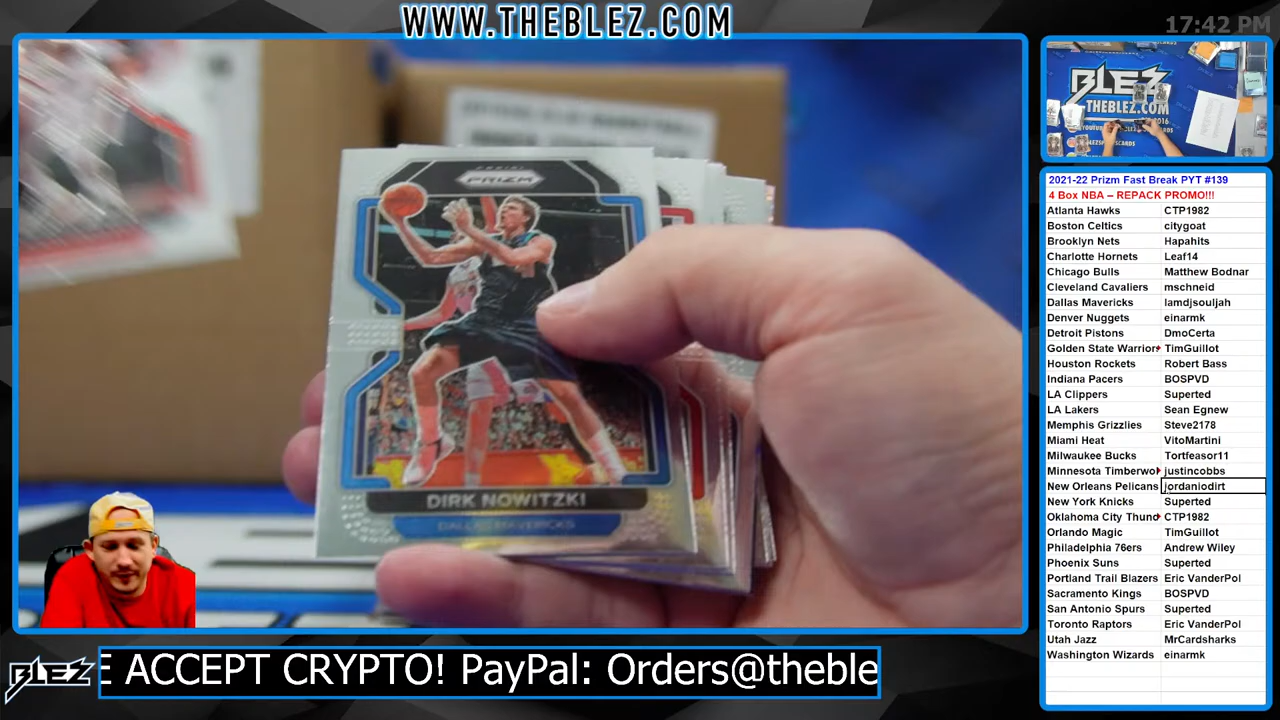 WWW.THEBLEZ.COM
17:42 PM
PANINI
PRIZM
DIRK NOWITZKI
DALLAS MAVERICKS
BLEZ
THEBLEZ.COM
2021-22 Prizm Fast Break PYT #139
4 Box NBA – REPACK PROMO!!!
Atlanta Hawks CTP1982
Boston Celtics citygoat
Brooklyn Nets Hapahits
Charlotte Hornets Leaf14
Chicago Bulls Matthew Bodnar
Cleveland Cavaliers mschneid
Dallas Mavericks Iamdjsouljah
Denver Nuggets einarmk
Detroit Pistons DmoCerta
Golden State Warrior TimGuillot
Houston Rockets Robert Bass
Indiana Pacers BOSPVD
LA Clippers Superted
LA Lakers Sean Egnew
Memphis Grizzlies Steve2178
Miami Heat VitoMartini
Milwaukee Bucks Tortfeasor11
Minnesota Timberwo justincobbs
New Orleans Pelicans jordaniodirt
New York Knicks Superted
Oklahoma City Thund CTP1982
Orlando Magic TimGuillot
Philadelphia 76ers Andrew Wiley
Phoenix Suns Superted
Portland Trail Blazers Eric VanderPol
Sacramento Kings BOSPVD
San Antonio Spurs Superted
Toronto Raptors Eric VanderPol
Utah Jazz MrCardsharks
Washington Wizards einarmk
BLEZ
E ACCEPT CRYPTO! PayPal: Orders@theble